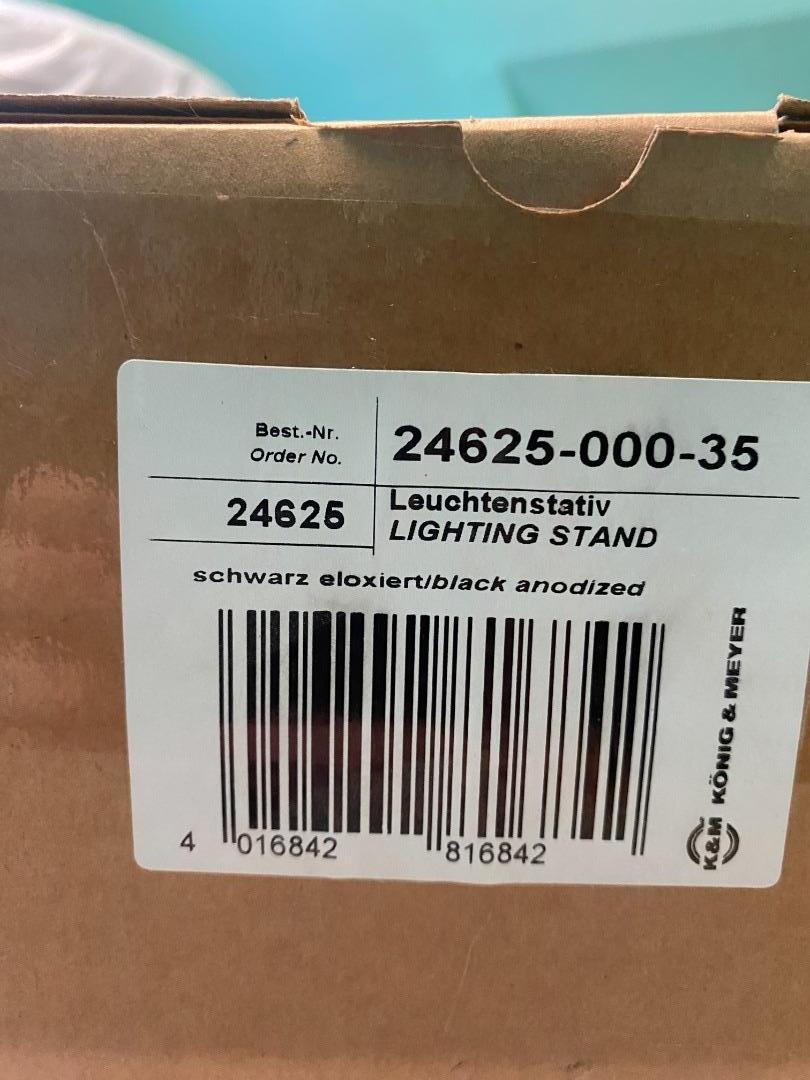 Best.-Nr.
Order No.
24625-000-35
24625
Leuchtenstativ
LIGHTING STAND
schwarz eloxiert/black anodized
4 016842 816842
K&M KÖNIG & MEYER